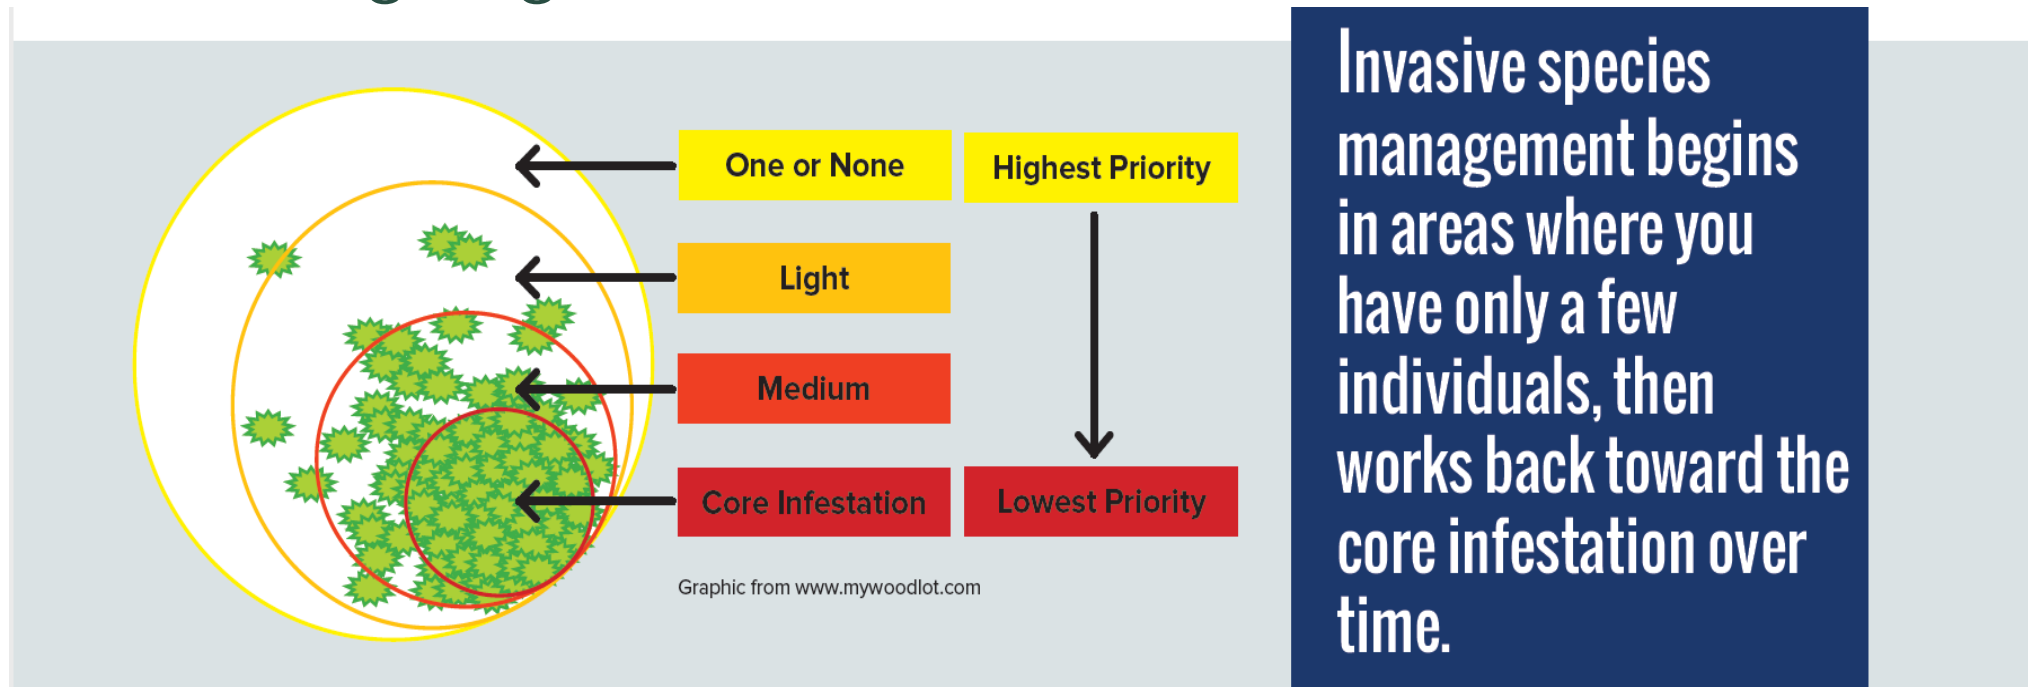 One or None
Highest Priority
Light
Medium
Core Infestation
Lowest Priority
Graphic from www.mywoodlot.com
Invasive species
management begins
in areas where you
have only a few
individuals, then
works back toward the
core infestation over
time.